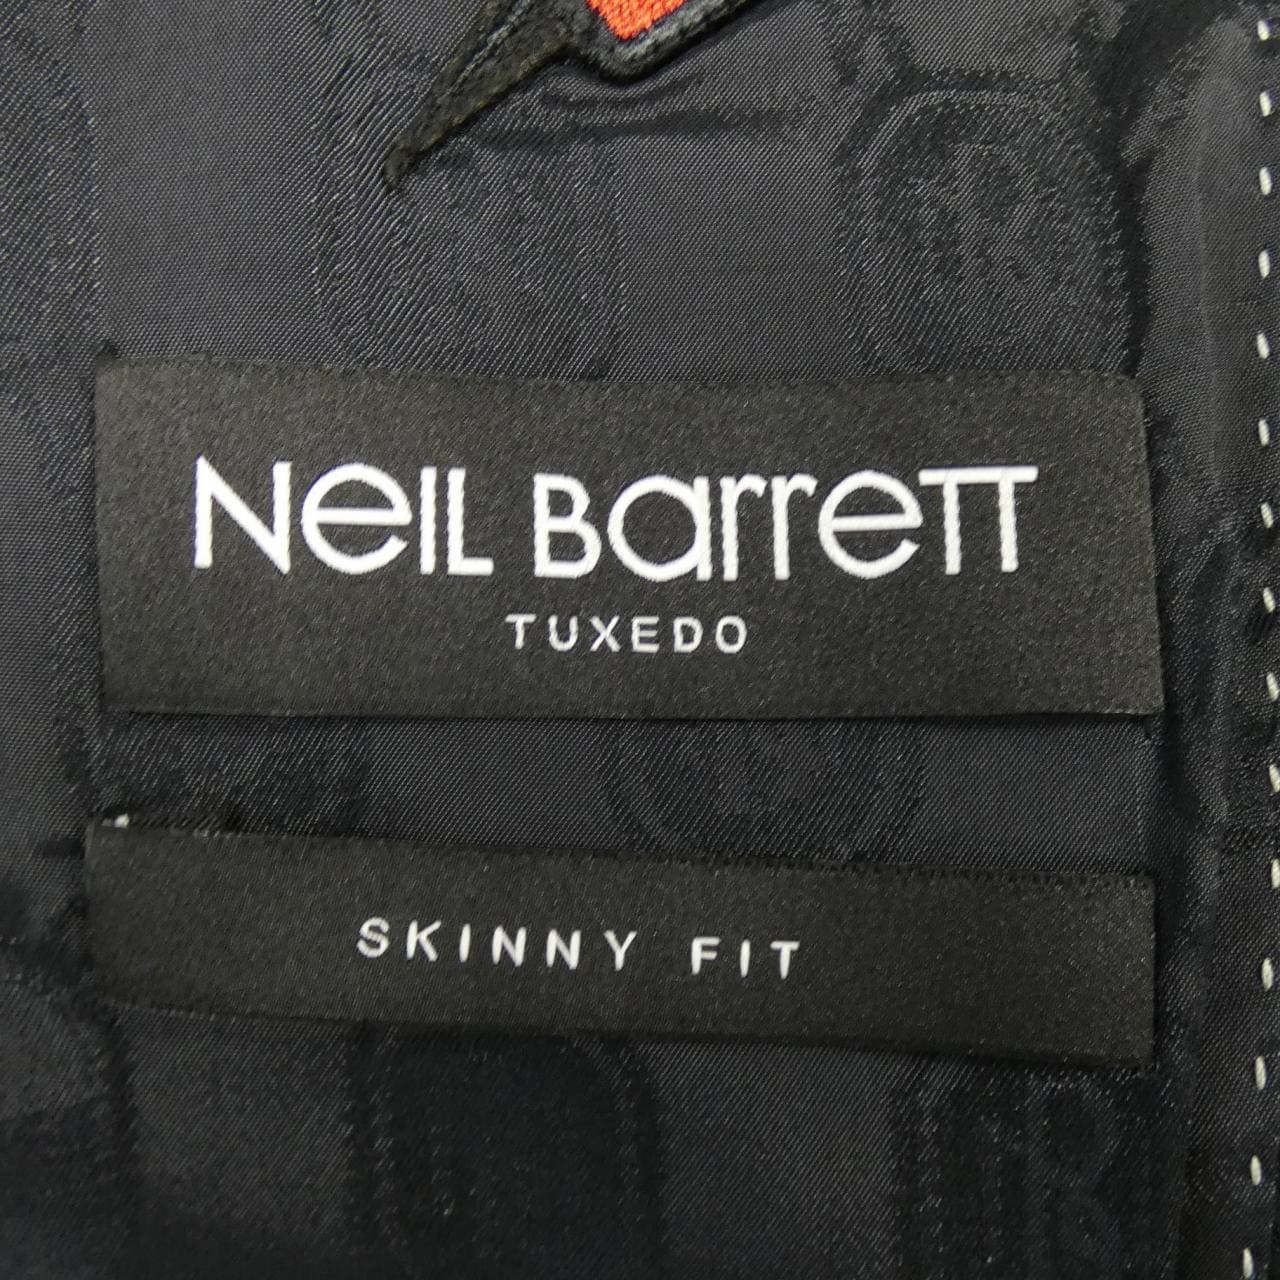 Neil Barrett
TUXEDO
SKINNY FIT